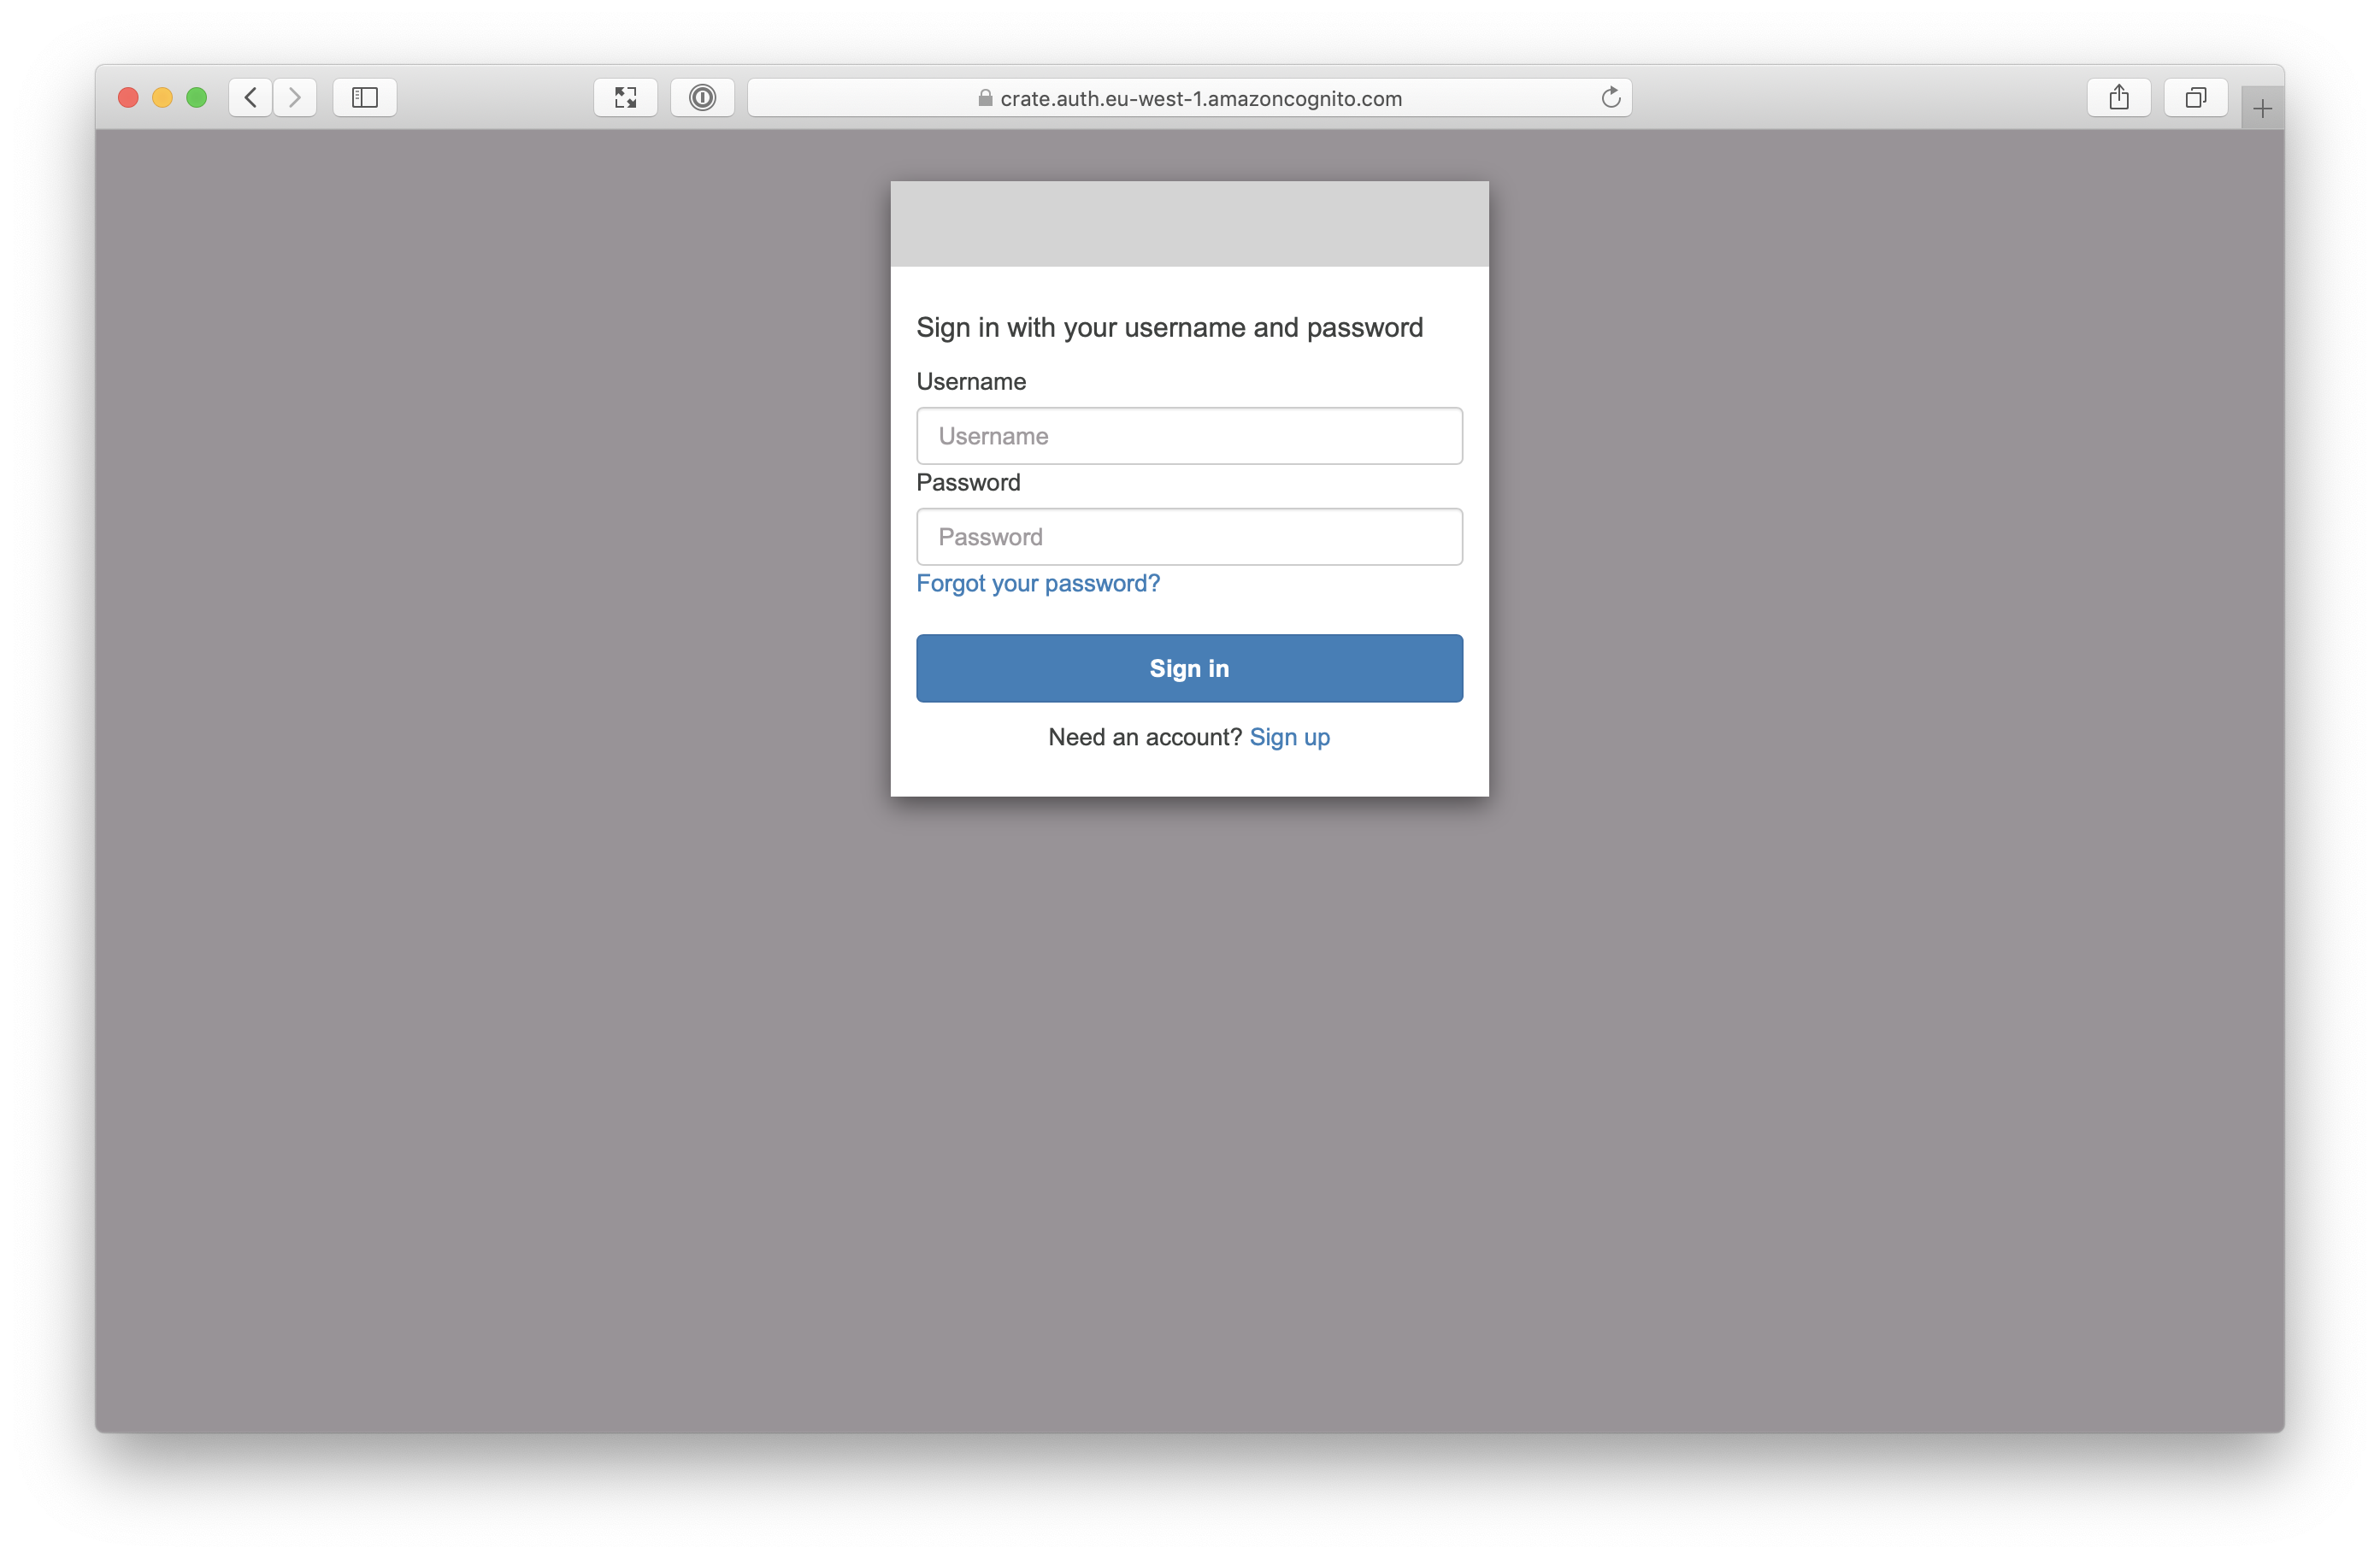 crate.auth.eu-west-1.amazoncognito.com
Sign in with your username and password
Username
Username
Password
Password
Forgot your password?
Sign in
Need an account? Sign up